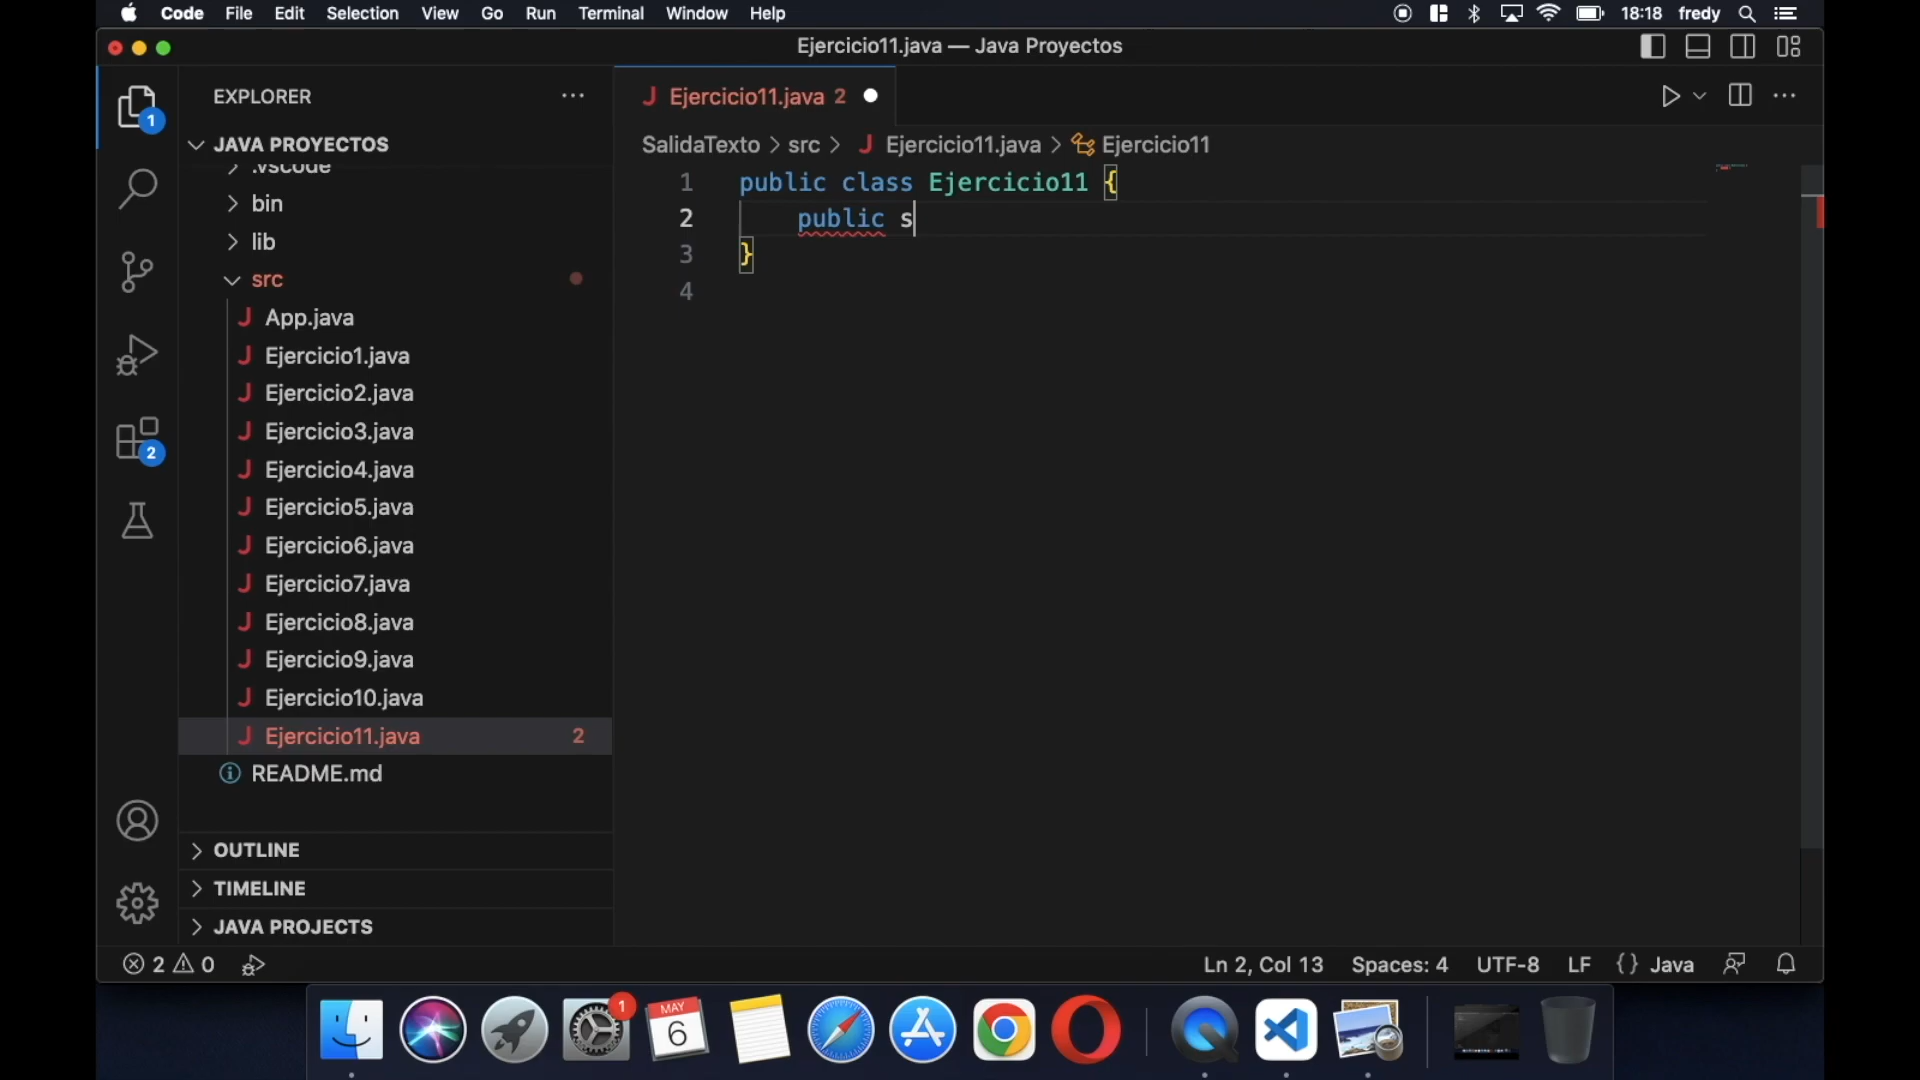 Code File Edit Selection View Go Run Terminal Window Help 18:18 fredy
Ejercicio11.java — Java Proyectos
1
EXPLORER
Ejercicio11.java 2
JAVA PROYECTOS
SalidaTexto > src > Ejercicio11.java > Ejercicio11
.vscode
bin
lib
src
App.java
Ejercicio1.java
Ejercicio2.java
Ejercicio3.java
Ejercicio4.java
Ejercicio5.java
Ejercicio6.java
Ejercicio7.java
Ejercicio8.java
Ejercicio9.java
Ejercicio10.java
Ejercicio11.java 2
README.md
2
OUTLINE
TIMELINE
JAVA PROJECTS
1 public class Ejercicio11 {
2 public s
3 }
4
2 0
Ln 2, Col 13 Spaces: 4 UTF-8 LF {} Java
1
MAY
6